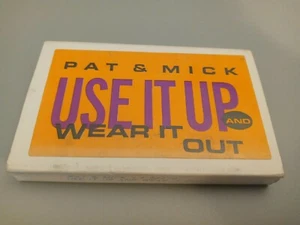 PAT & MICK
USE IT UP AND
WEAR IT
OUT